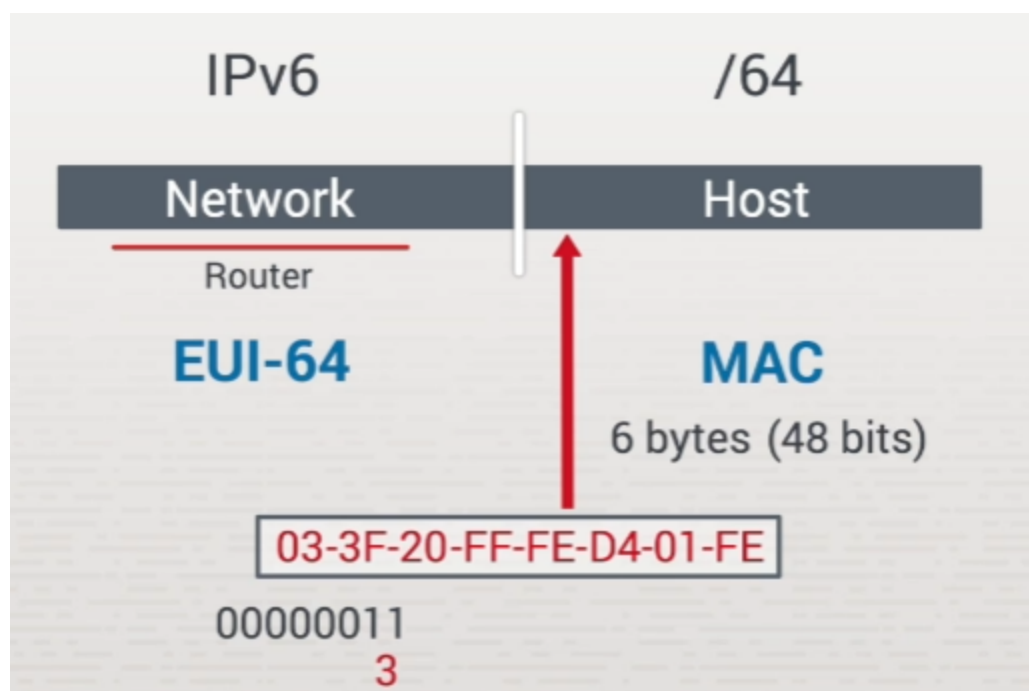 IPv6 /64
Network Host
Router
EUI-64 MAC
6 bytes (48 bits)
03-3F-20-FF-FE-D4-01-FE
00000011
3